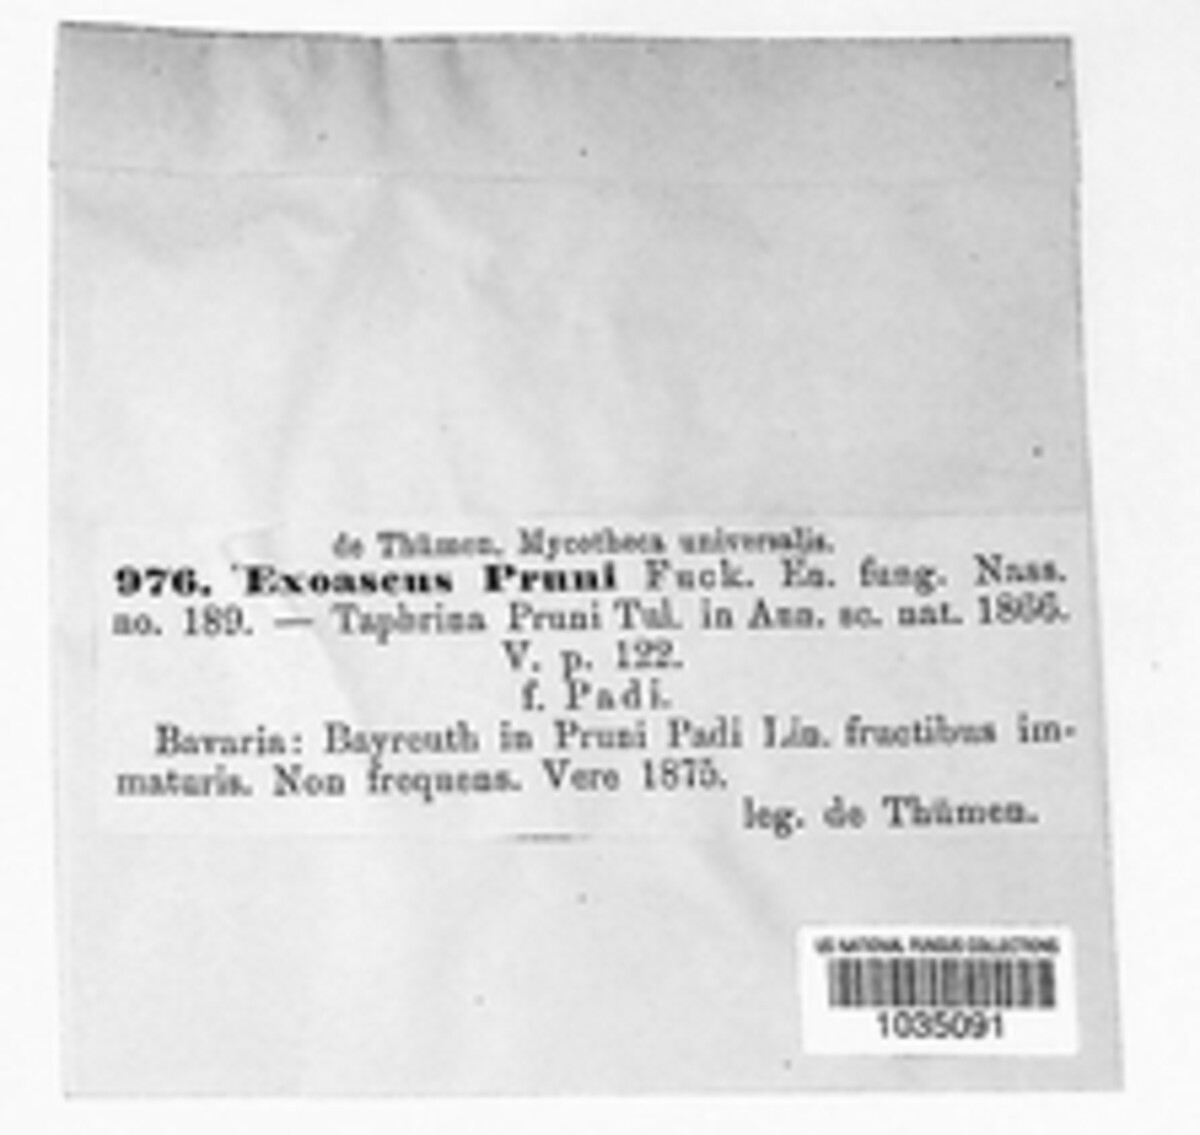 de Thümen. Mycotheca universalis.
976. Exoascus Pruni Fuck. En. fung. Nass.
no. 189. — Taphrina Pruni Tul. in Ann. sc. nat. 1866.
V. p. 122.
f. Padi.
Bavaria: Bayreuth in Pruni Padi Lin. fructibus im-
maturis. Non frequens. Vere 1875.
leg. de Thümen.
US NATIONAL FUNGUS COLLECTIONS
1035091